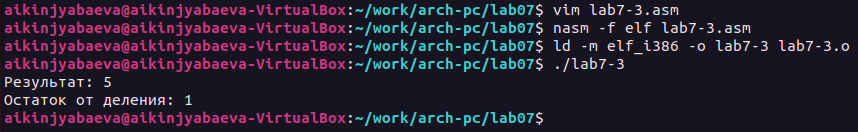 aikinjyabaeva@aikinjyabaeva-VirtualBox:~/work/arch-pc/lab07$ vim lab7-3.asm
aikinjyabaeva@aikinjyabaeva-VirtualBox:~/work/arch-pc/lab07$ nasm -f elf lab7-3.asm
aikinjyabaeva@aikinjyabaeva-VirtualBox:~/work/arch-pc/lab07$ ld -m elf_i386 -o lab7-3 lab7-3.o
aikinjyabaeva@aikinjyabaeva-VirtualBox:~/work/arch-pc/lab07$ ./lab7-3
Результат: 5
Остаток от деления: 1
aikinjyabaeva@aikinjyabaeva-VirtualBox:~/work/arch-pc/lab07$